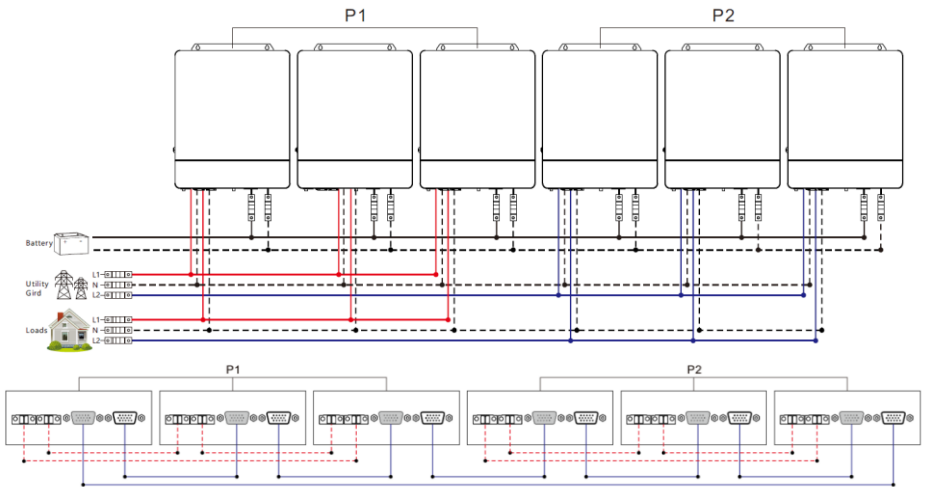 P1 P2
Battery
L1
Utility N
Gird L2
L1
Loads N
L2
P1 P2